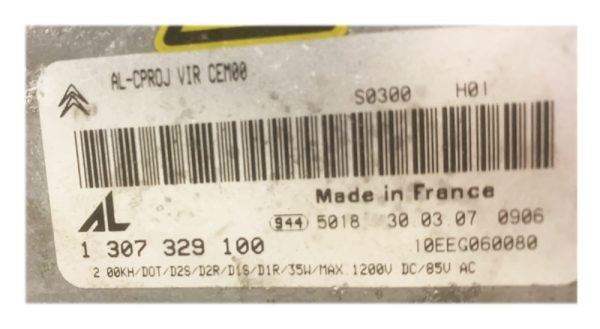 AL-CPROJ VIR CEM00
S0300 H01
Made in France
AL
944 5018 30 03 07 0906
1 307 329 100
10EEG060080
2.00KH/DOT/D2S/D2R/D1S/D1R/35W/MAX.1200V DC/85V AC